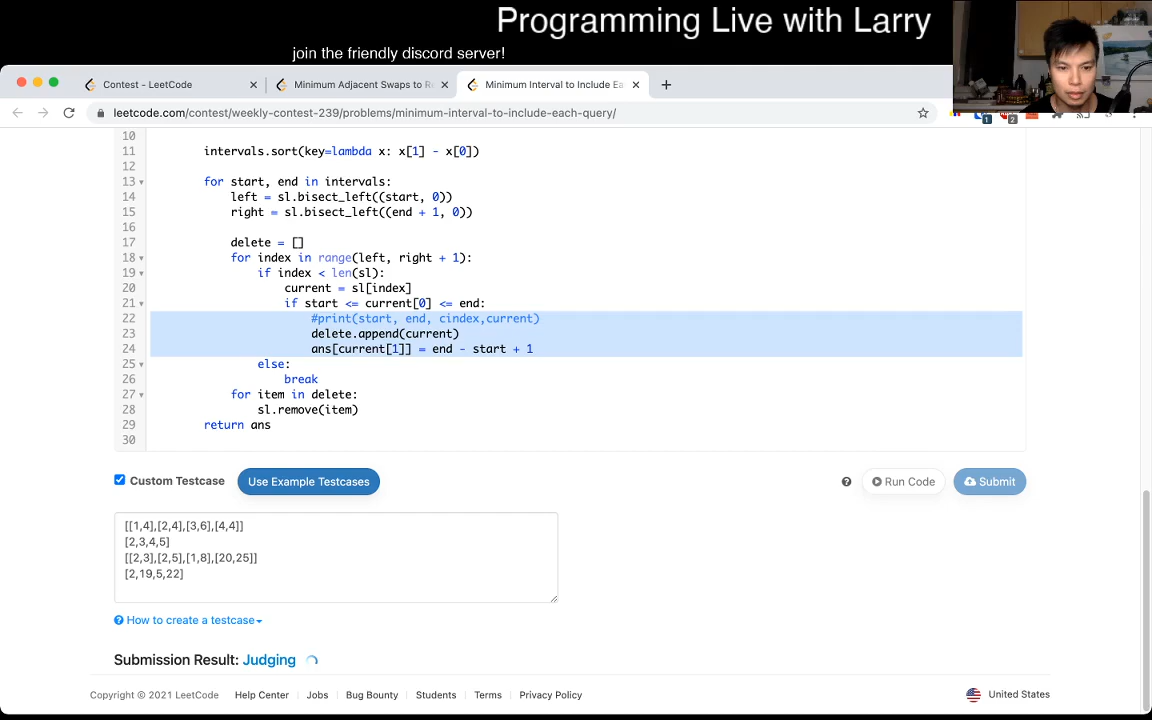 Programming Live with Larry
join the friendly discord server!
Contest - LeetCode
Minimum Adjacent Swaps to R
Minimum Interval to Include Ea
leetcode.com/contest/weekly-contest-239/problems/minimum-interval-to-include-each-query/
1
2
10
11 intervals.sort(key=lambda x: x[1] - x[0])
12
13 for start, end in intervals:
14 left = sl.bisect_left((start, 0))
15 right = sl.bisect_left((end + 1, 0))
16
17 delete = []
18 for index in range(left, right + 1):
19 if index < len(sl):
20 current = sl[index]
21 if start <= current[0] <= end:
22 #print(start, end, cindex,current)
23 delete.append(current)
24 ans[current[1]] = end - start + 1
25 else:
26 break
27 for item in delete:
28 sl.remove(item)
29 return ans
30
Custom Testcase
Use Example Testcases
Run Code
Submit
[[1,4],[2,4],[3,6],[4,4]]
[2,3,4,5]
[[2,3],[2,5],[1,8],[20,25]]
[2,19,5,22]
How to create a testcase
Submission Result: Judging
Copyright © 2021 LeetCode
Help Center
Jobs
Bug Bounty
Students
Terms
Privacy Policy
United States